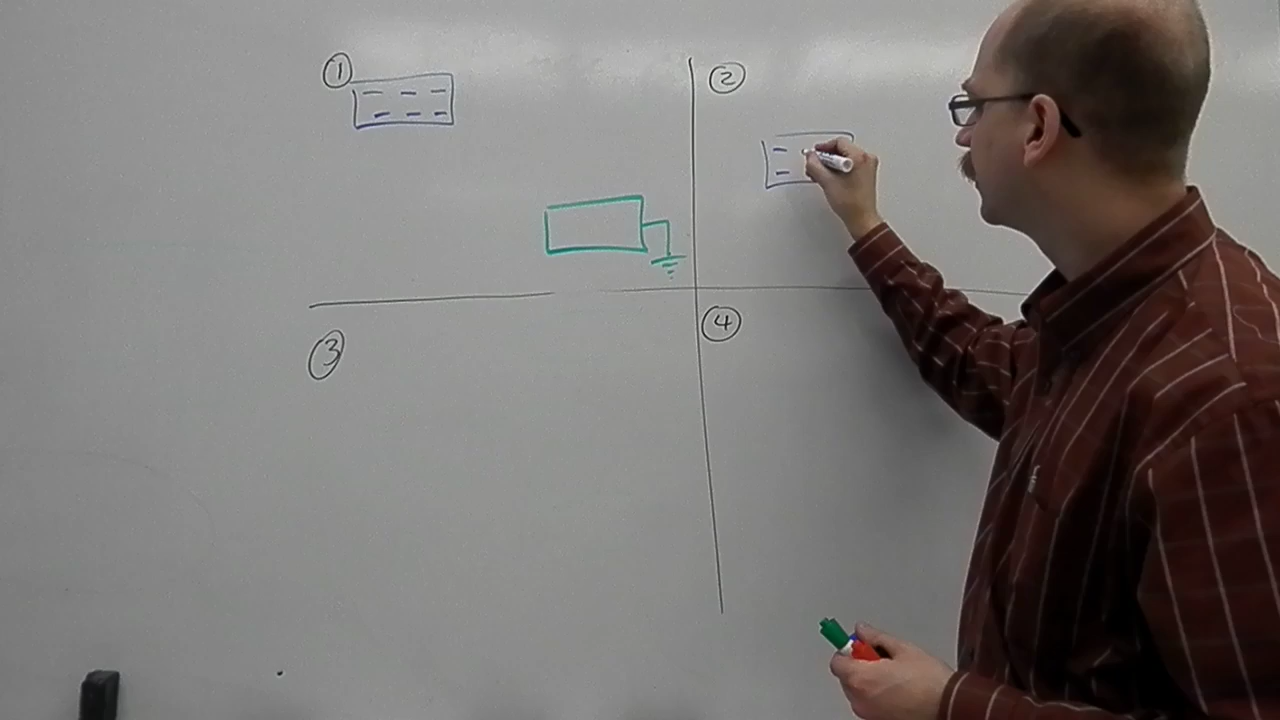 ①
②
③
④